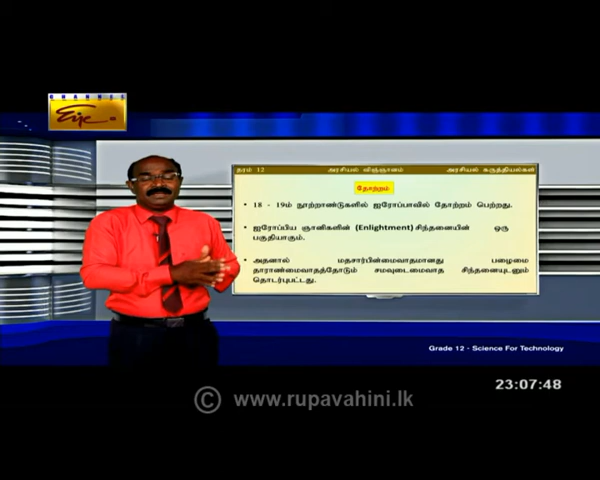 CHANNEL
Eye
தரம் 12 அரசியல் விஞ்ஞானம் அரசியல் கருத்தியல்கள்
தோற்றம்
• 18 - 19ம் நூற்றாண்டுகளில் ஐரோப்பாவில் தோற்றம் பெற்றது.
• ஐரோப்பிய ஞானிகளின் (Enlightment) சிந்தனையின் ஒரு
பகுதியாகும்.
• அதனால் மதசார்பின்மைவாதமானது பழைமை
தாராண்மைவாதத்தோடும் சமவுடைமைவாத சிந்தனையுடனும்
தொடர்புபட்டது.
Grade 12 - Science For Technology
23:07:48
© www.rupavahini.lk